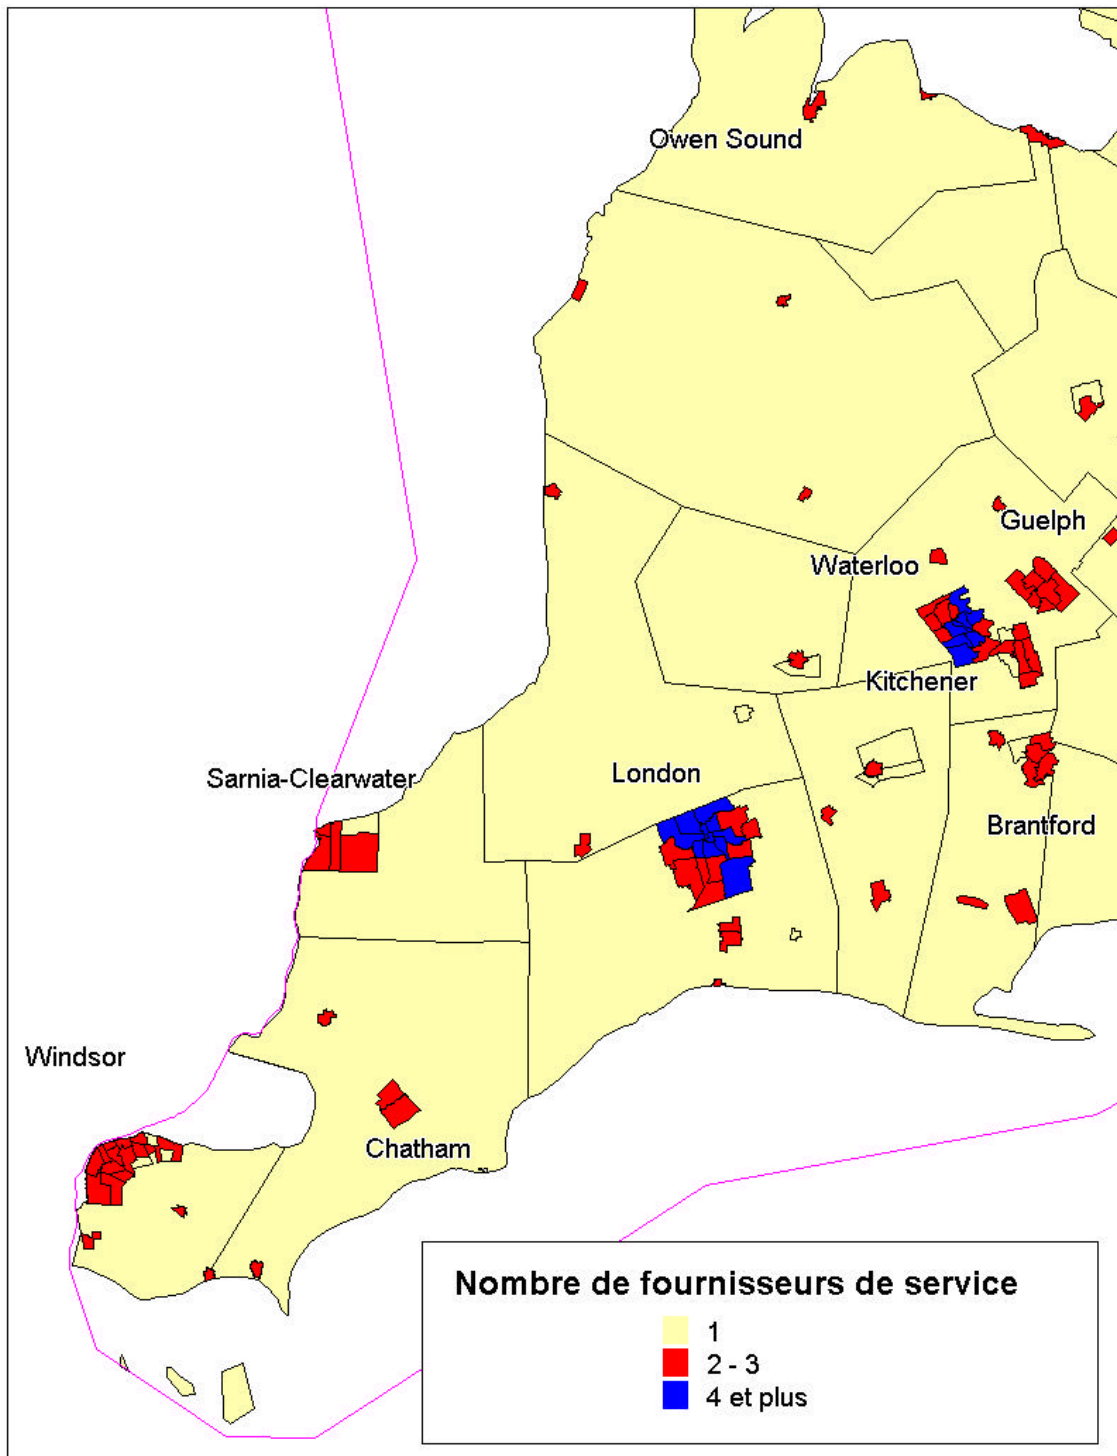 Owen Sound
Guelph
Waterloo
Kitchener
Sarnia-Clearwater
London
Brantford
Windsor
Chatham
Nombre de fournisseurs de service
1
2 - 3
4 et plus